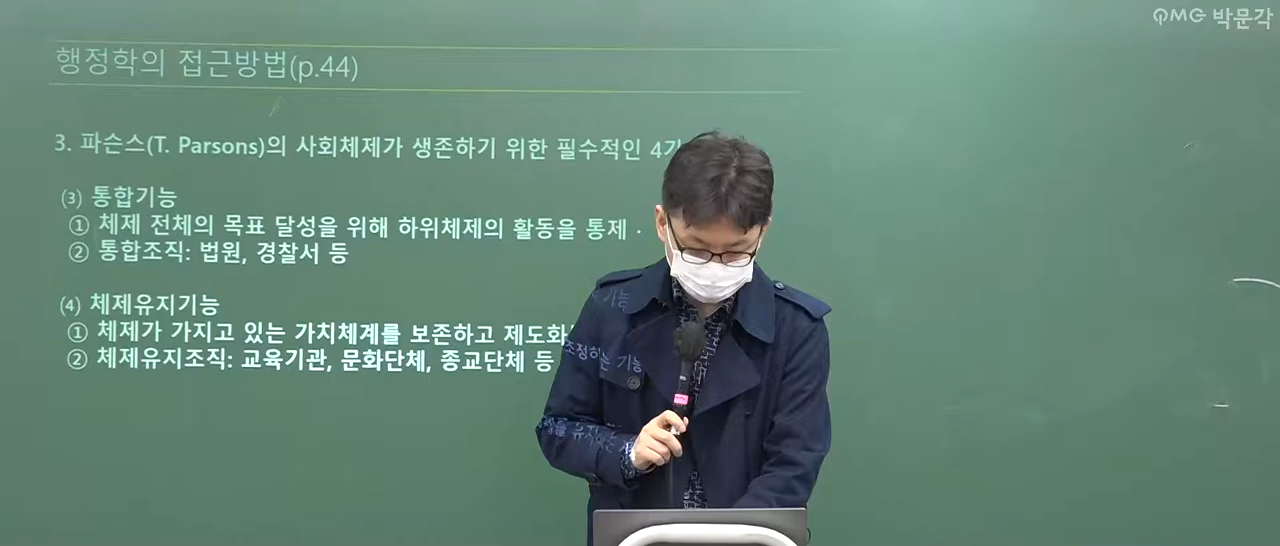 PMG 박문각
행정학의 접근방법(p.44)
3. 파슨스(T. Parsons)의 사회체제가 생존하기 위한 필수적인
(3) 통합기능
① 체제 전체의 목표 달성을 위해 하위체제의 활동을 통제 ·
② 통합조직: 법원, 경찰서 등
(4) 체제유지기능
① 체제가 가지고 있는 가치체계를 보존하고 제도화
조정하는 기능
② 체제유지조직: 교육기관, 문화단체, 종교단체 등